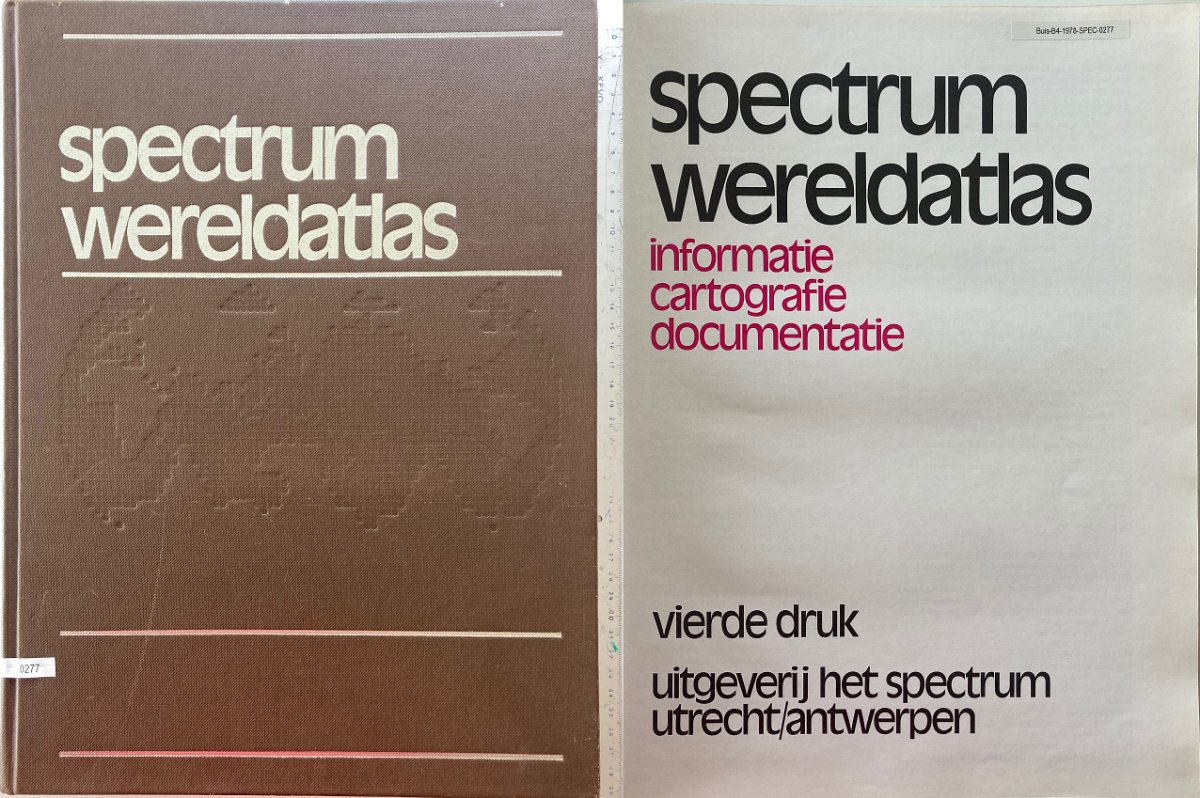 spectrum
wereldatlas
0277
Buis-B4-1978-SPEC-0277
spectrum
wereldatlas
informatie
cartografie
documentatie
vierde druk
uitgeverij het spectrum
utrecht/antwerpen